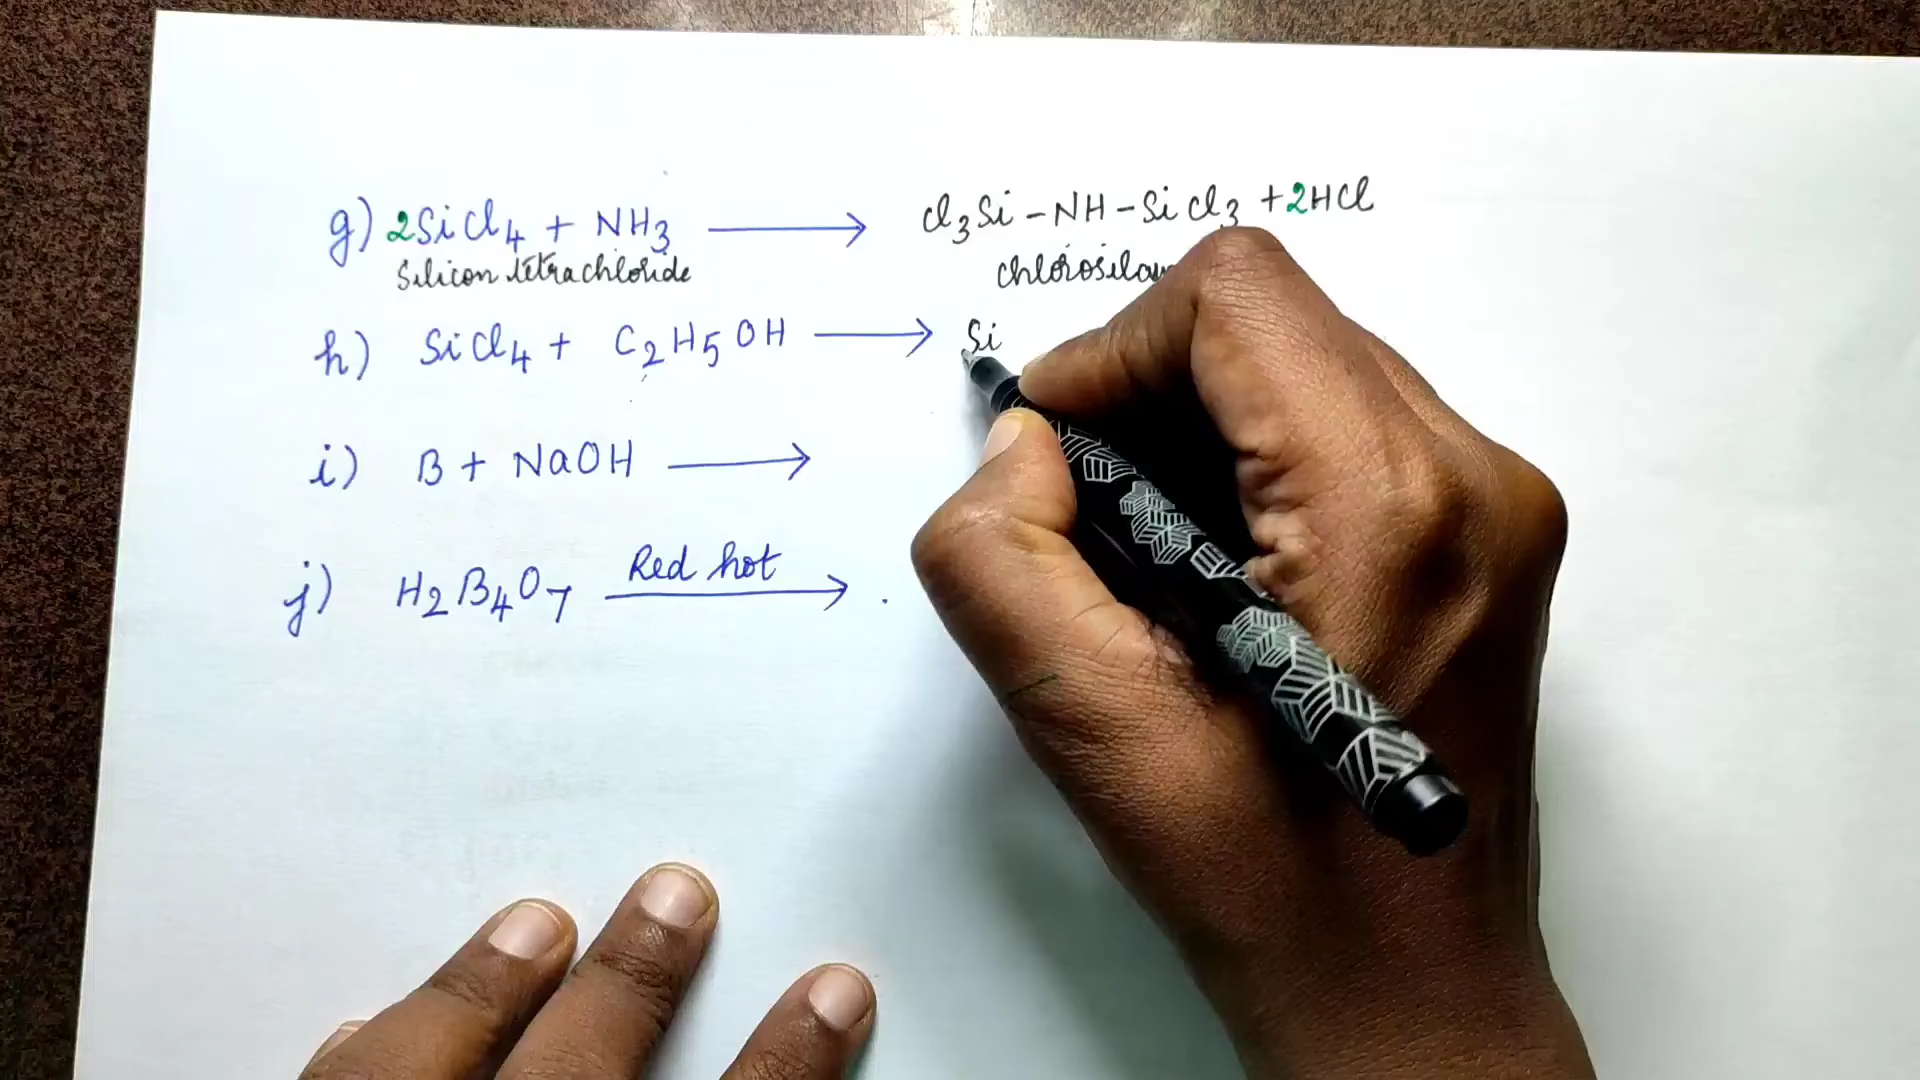 g) 2SiCl4 + NH3 ⟶ Cl3Si – NH – SiCl3 + 2HCl
Silicon tetrachloride
h) SiCl4 + C2H5OH ⟶ Si
i) B + NaOH ⟶
j) H2B4O7 Red hot ⟶ .